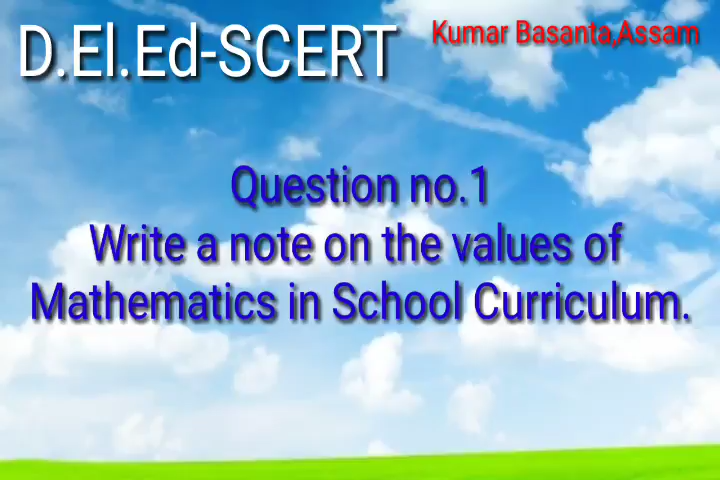 D.El.Ed-SCERT
Kumar Basanta,Assam
Question no.1
Write a note on the values of
Mathematics in School Curriculum.